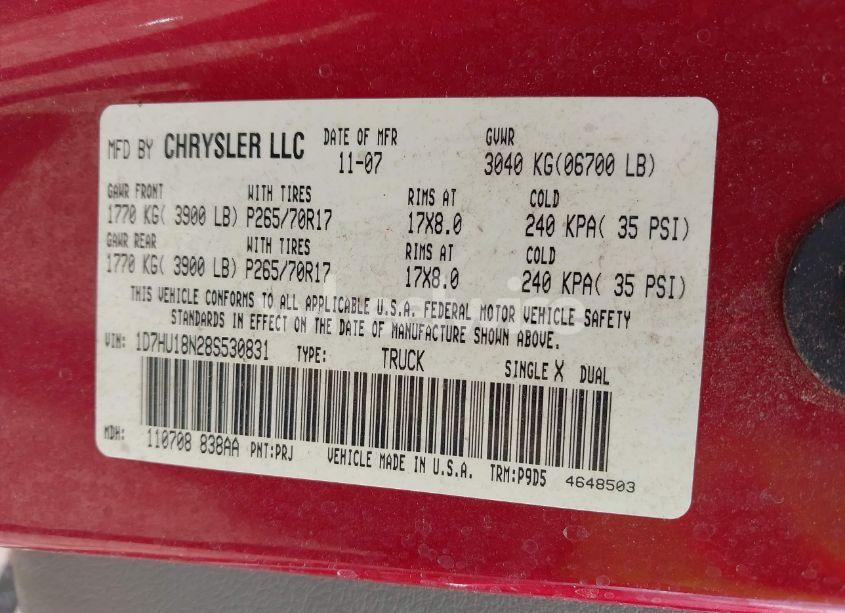 MFD BY CHRYSLER LLC DATE OF MFR GVWR
11-07 3040 KG(06700 LB)
GAWR FRONT WITH TIRES RIMS AT COLD
1770 KG( 3900 LB) P265/70R17 17X8.0 240 KPA( 35 PSI)
GAWR REAR WITH TIRES RIMS AT COLD
1770 KG( 3900 LB) P265/70R17 17X8.0 240 KPA( 35 PSI)
THIS VEHICLE CONFORMS TO ALL APPLICABLE U.S.A. FEDERAL MOTOR VEHICLE SAFETY
STANDARDS IN EFFECT ON THE DATE OF MANUFACTURE SHOWN ABOVE.
VIN: 1D7HU18N28S530831 TYPE: TRUCK SINGLE X DUAL
MDH: 110708 838AA PNT:PRJ VEHICLE MADE IN U.S.A. TRM:P9D5 4648503